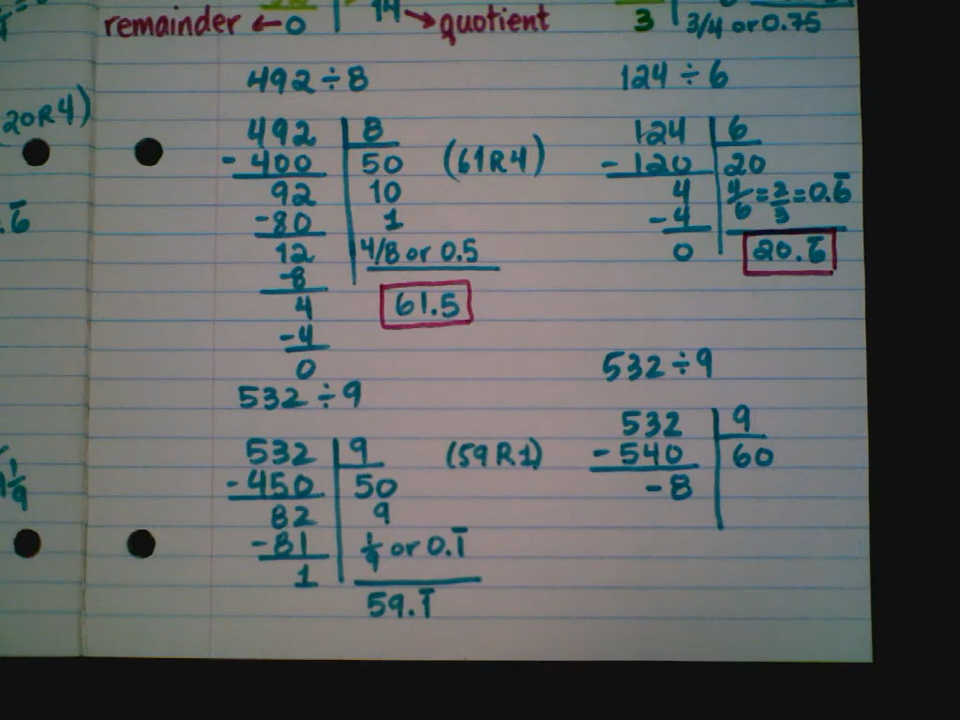 remainder ← 0
14 → quotient
3
3/4 or 0.75
20R4)
.6̅
1/9
492 ÷ 8
492 | 8
- 400 | 50 (61R4)
92 | 10
-80 | 1
12 | 4/8 or 0.5
-8
61.5
4
-4
0
124 ÷ 6
124 | 6
- 120 | 20
4 | 4/6 = 2/3 = 0.6̅
-4
0 | 20.6̅
532 ÷ 9
532 | 9 (59 R1)
- 450 | 50
82 | 9
-81 | 1/9 or 0.1̅
1
59.1̅
532 ÷ 9
532 | 9
- 540 | 60
-8